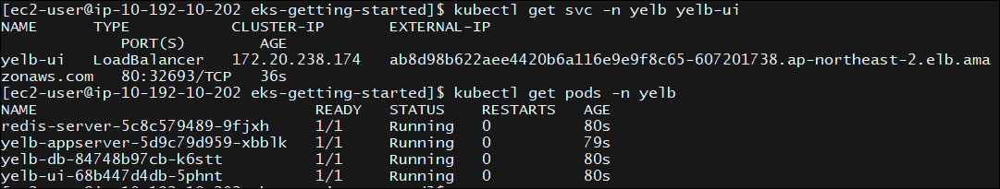 [ec2-user@ip-10-192-10-202 eks-getting-started]$ kubectl get svc -n yelb yelb-ui
NAME TYPE CLUSTER-IP EXTERNAL-IP
PORT(S) AGE
yelb-ui LoadBalancer 172.20.238.174 ab8d98b622aee4420b6a116e9e9f8c65-607201738.ap-northeast-2.elb.ama
zonaws.com 80:32693/TCP 36s
[ec2-user@ip-10-192-10-202 eks-getting-started]$ kubectl get pods -n yelb
NAME READY STATUS RESTARTS AGE
redis-server-5c8c579489-9fjxh 1/1 Running 0 80s
yelb-appserver-5d9c79d959-xbblk 1/1 Running 0 79s
yelb-db-84748b97cb-k6stt 1/1 Running 0 80s
yelb-ui-68b447d4db-5phnt 1/1 Running 0 80s